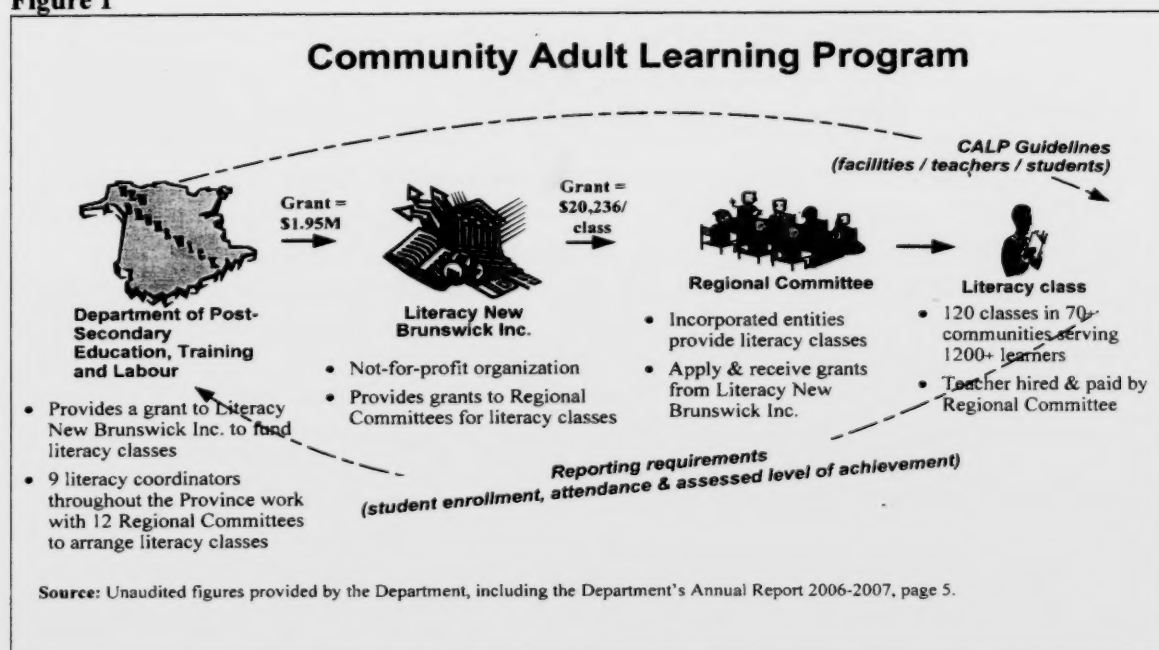 Figure 1
Community Adult Learning Program
CALP Guidelines
(facilities / teachers / students)
Grant =
$1.95M
Grant =
$20,236/
class
Department of Post-
Secondary
Education, Training
and Labour
• Provides a grant to Literacy
New Brunswick Inc. to fund
literacy classes
• 9 literacy coordinators
throughout the Province work
with 12 Regional Committees
to arrange literacy classes
Literacy New
Brunswick Inc.
• Not-for-profit organization
• Provides grants to Regional
Committees for literacy classes
Regional Committee
• Incorporated entities
provide literacy classes
• Apply & receive grants
from Literacy New
Brunswick Inc.
Literacy class
• 120 classes in 70+
communities serving
1200+ learners
• Teacher hired & paid by
Regional Committee
Reporting requirements
(student enrollment, attendance & assessed level of achievement)
Source: Unaudited figures provided by the Department, including the Department's Annual Report 2006-2007, page 5.